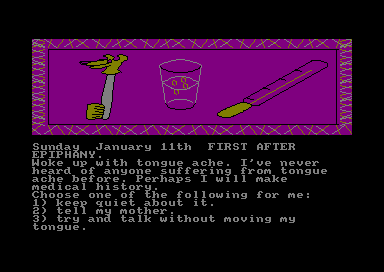 Sunday  January 11th  FIRST AFTER
EPIPHANY.
Woke up with tongue ache. I've never
heard of anyone suffering from tongue
ache before. Perhaps I will make
medical history.
Choose one of the following for me:
1) keep quiet about it.
2) tell my mother.
3) try and talk without moving my
tongue.